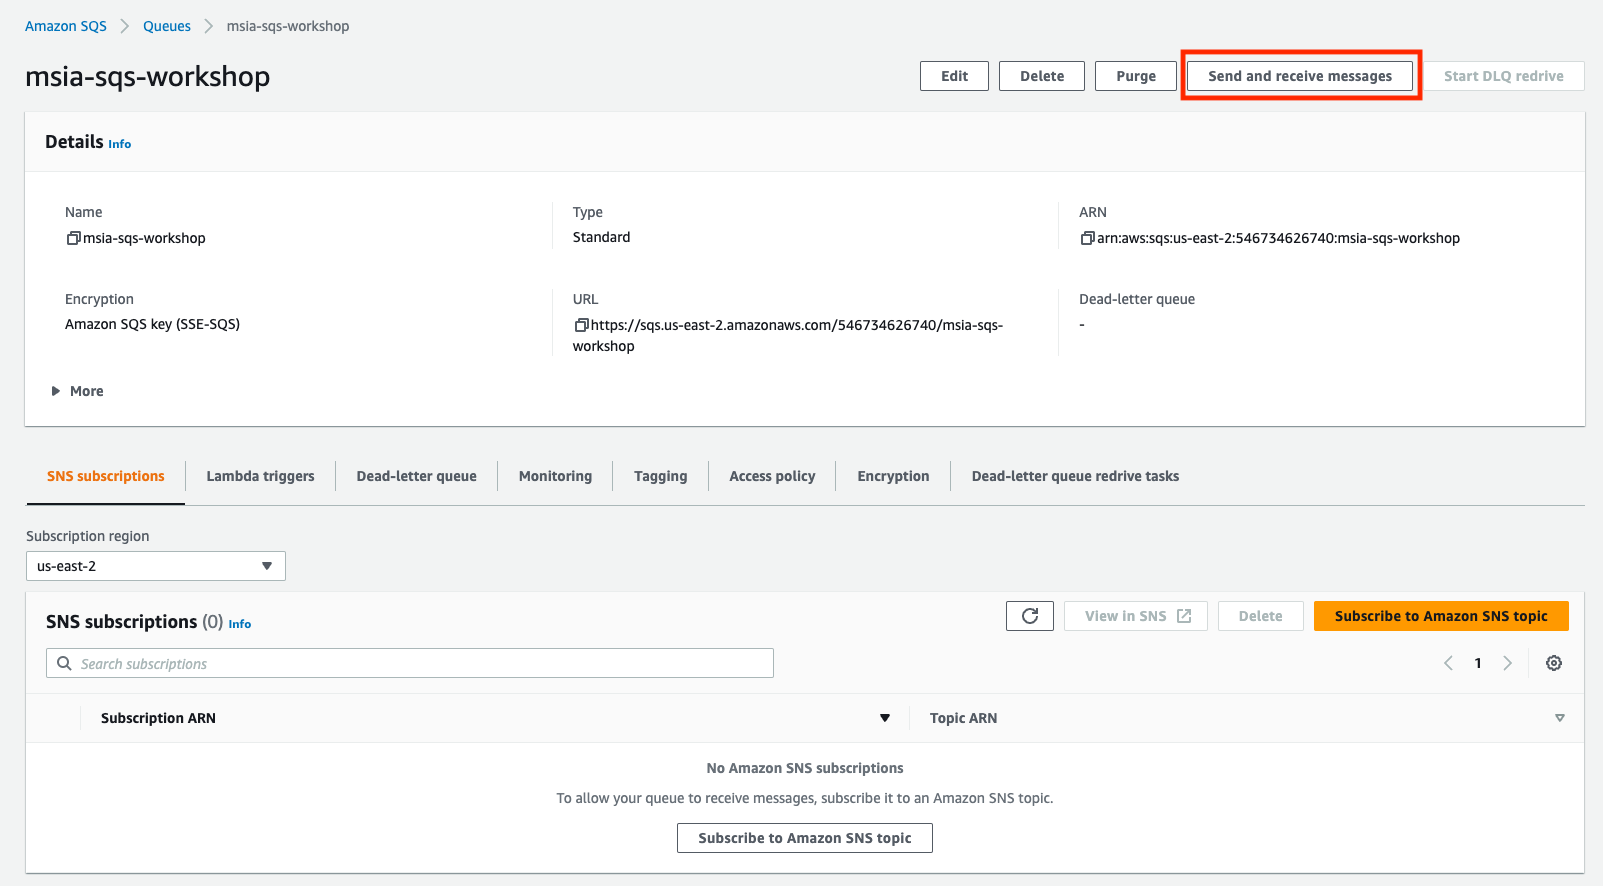 Amazon SQS Queues msia-sqs-workshop
msia-sqs-workshop
Edit Delete Purge Send and receive messages Start DLQ redrive
Details Info
Name Type ARN
msia-sqs-workshop Standard arn:aws:sqs:us-east-2:546734626740:msia-sqs-workshop
Encryption URL Dead-letter queue
Amazon SQS key (SSE-SQS) https://sqs.us-east-2.amazonaws.com/546734626740/msia-sqs- -
workshop
More
SNS subscriptions Lambda triggers Dead-letter queue Monitoring Tagging Access policy Encryption Dead-letter queue redrive tasks
Subscription region
us-east-2
SNS subscriptions (0) Info View in SNS Delete Subscribe to Amazon SNS topic
Search subscriptions 1
Subscription ARN Topic ARN
No Amazon SNS subscriptions
To allow your queue to receive messages, subscribe it to an Amazon SNS topic.
Subscribe to Amazon SNS topic